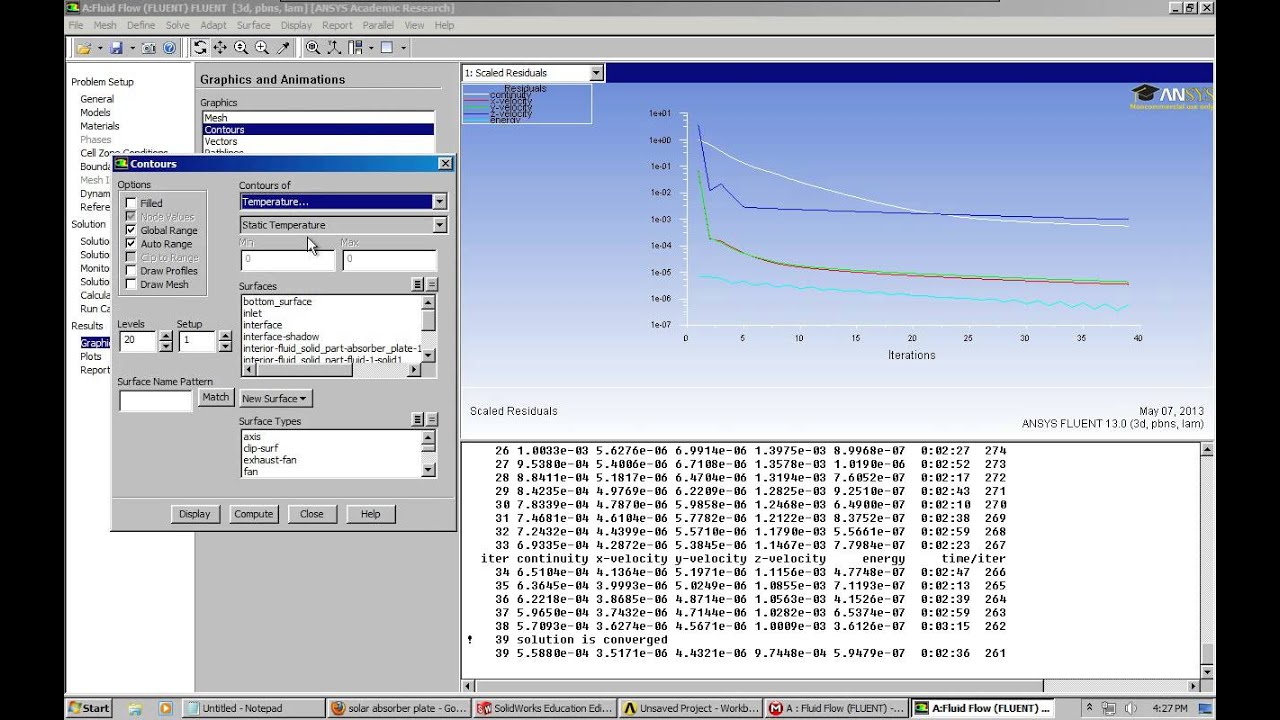 A:Fluid Flow (FLUENT) FLUENT [3d, pbns, lam] [ANSYS Academic Research]
File Mesh Define Solve Adapt Surface Display Report Parallel View Help
Problem Setup
General
Models
Materials
Phases
Cell Zone Conditions
Graphics and Animations
Graphics
Mesh
Contours
Vectors
Pathlines
Solution
Results
Plots
Contours
Options
Filled
Node Values
Global Range
Auto Range
Clip to Range
Draw Profiles
Draw Mesh
Contours of
Temperature...
Static Temperature
Min Max
0 0
Surfaces
bottom_surface
inlet
interface
interface-shadow
interior-fluid_solid_part-absorber_plate-1
interior-fluid_solid_part-fluid-1-solid1
Levels Setup
20 1
Surface Name Pattern
Match
New Surface
Surface Types
axis
clip-surf
exhaust-fan
fan
Display Compute Close Help
1: Scaled Residuals
Residuals
continuity
x-velocity
y-velocity
z-velocity
energy
ANSYS
Noncommercial use only
1e+01
1e+00
1e-01
1e-02
1e-03
1e-04
1e-05
1e-06
1e-07
0 5 10 15 20 25 30 35 40
Iterations
Scaled Residuals
May 07, 2013
ANSYS FLUENT 13.0 (3d, pbns, lam)
26 1.0033e-03 5.6276e-06 6.9914e-06 1.3975e-03 8.9968e-07 0:02:27 274
27 9.5380e-04 5.4006e-06 6.7108e-06 1.3578e-03 1.0190e-06 0:02:52 273
28 8.8411e-04 5.1817e-06 6.4704e-06 1.3194e-03 7.6052e-07 0:02:17 272
29 8.4235e-04 4.9769e-06 6.2209e-06 1.2825e-03 9.2510e-07 0:02:43 271
30 7.8339e-04 4.7870e-06 5.9858e-06 1.2468e-03 6.4900e-07 0:02:10 270
31 7.4681e-04 4.6104e-06 5.7782e-06 1.2122e-03 8.3752e-07 0:02:38 269
32 7.2432e-04 4.4399e-06 5.5710e-06 1.1790e-03 5.5661e-07 0:02:59 268
33 6.9335e-04 4.2872e-06 5.3845e-06 1.1467e-03 7.7984e-07 0:02:23 267
iter continuity x-velocity y-velocity z-velocity energy time/iter
34 6.5104e-04 4.1364e-06 5.1971e-06 1.1156e-03 4.7748e-07 0:02:47 266
35 6.3645e-04 3.9993e-06 5.0249e-06 1.0855e-03 7.1193e-07 0:02:13 265
36 6.2218e-04 3.8685e-06 4.8714e-06 1.0563e-03 4.1526e-07 0:02:39 264
37 5.9650e-04 3.7432e-06 4.7144e-06 1.0282e-03 6.5374e-07 0:02:59 263
38 5.7093e-04 3.6274e-06 4.5671e-06 1.0009e-03 3.6126e-07 0:03:15 262
! 39 solution is converged
39 5.5880e-04 3.5171e-06 4.4321e-06 9.7448e-04 5.9479e-07 0:02:36 261
Start
Untitled - Notepad
solar absorber plate - Go...
SolidWorks Education Edi...
Unsaved Project - Workb...
A : Fluid Flow (FLUENT) -...
A:Fluid Flow (FLUENT) ...
4:27 PM